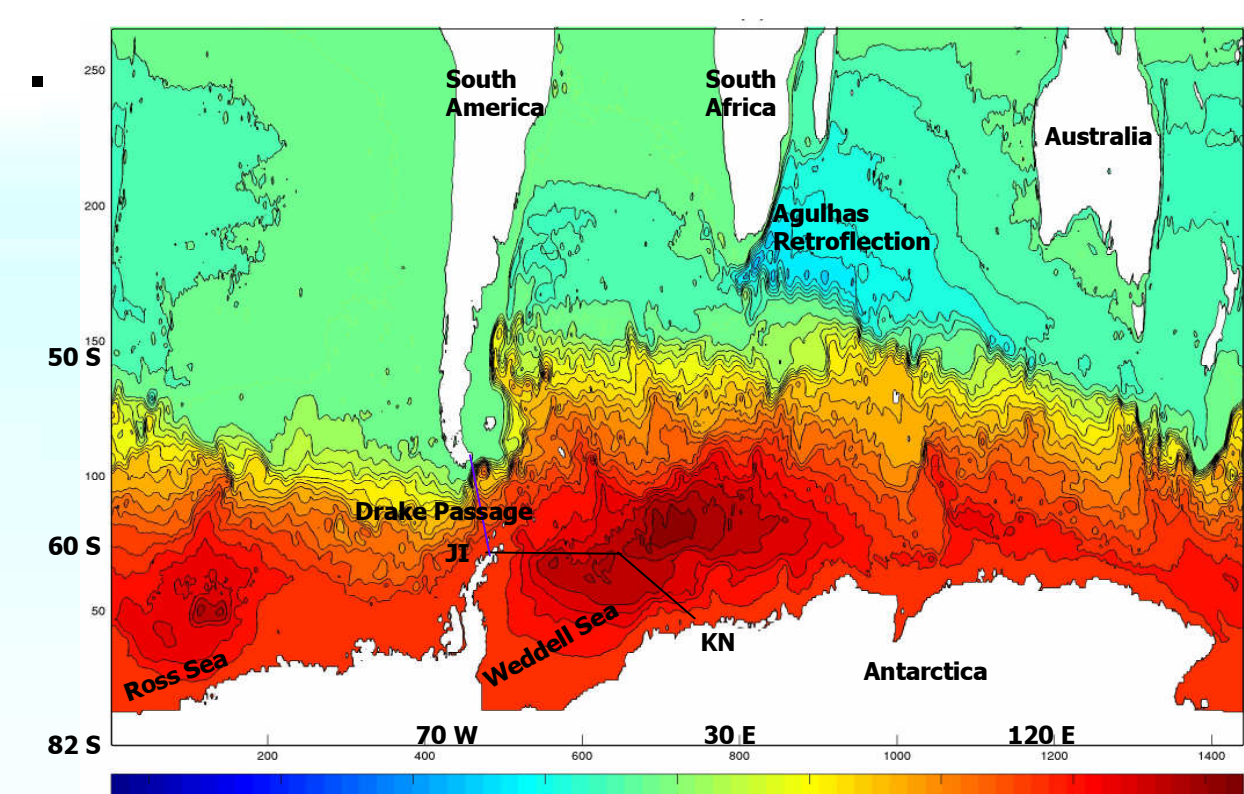 250
South
America
South
Africa
Australia
200
Agulhas
Retroflection
150
50 S
100
Drake Passage
60 S
JI
50
Weddell Sea
KN
Ross Sea
Antarctica
82 S
70 W
30 E
120 E
200
400
600
800
1000
1200
1400